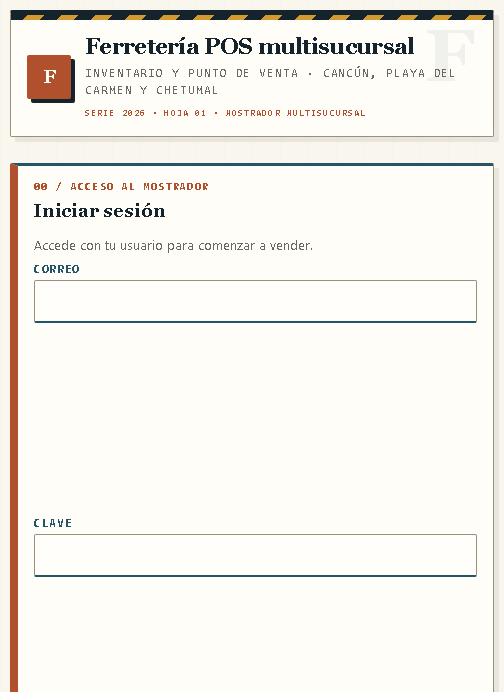 F
Ferretería POS multisucursal
F
INVENTARIO Y PUNTO DE VENTA · CANCÚN, PLAYA DEL
CARMEN Y CHETUMAL
SERIE 2026 · HOJA 01 · MOSTRADOR MULTISUCURSAL
00 / ACCESO AL MOSTRADOR
Iniciar sesión
Accede con tu usuario para comenzar a vender.
CORREO
CLAVE